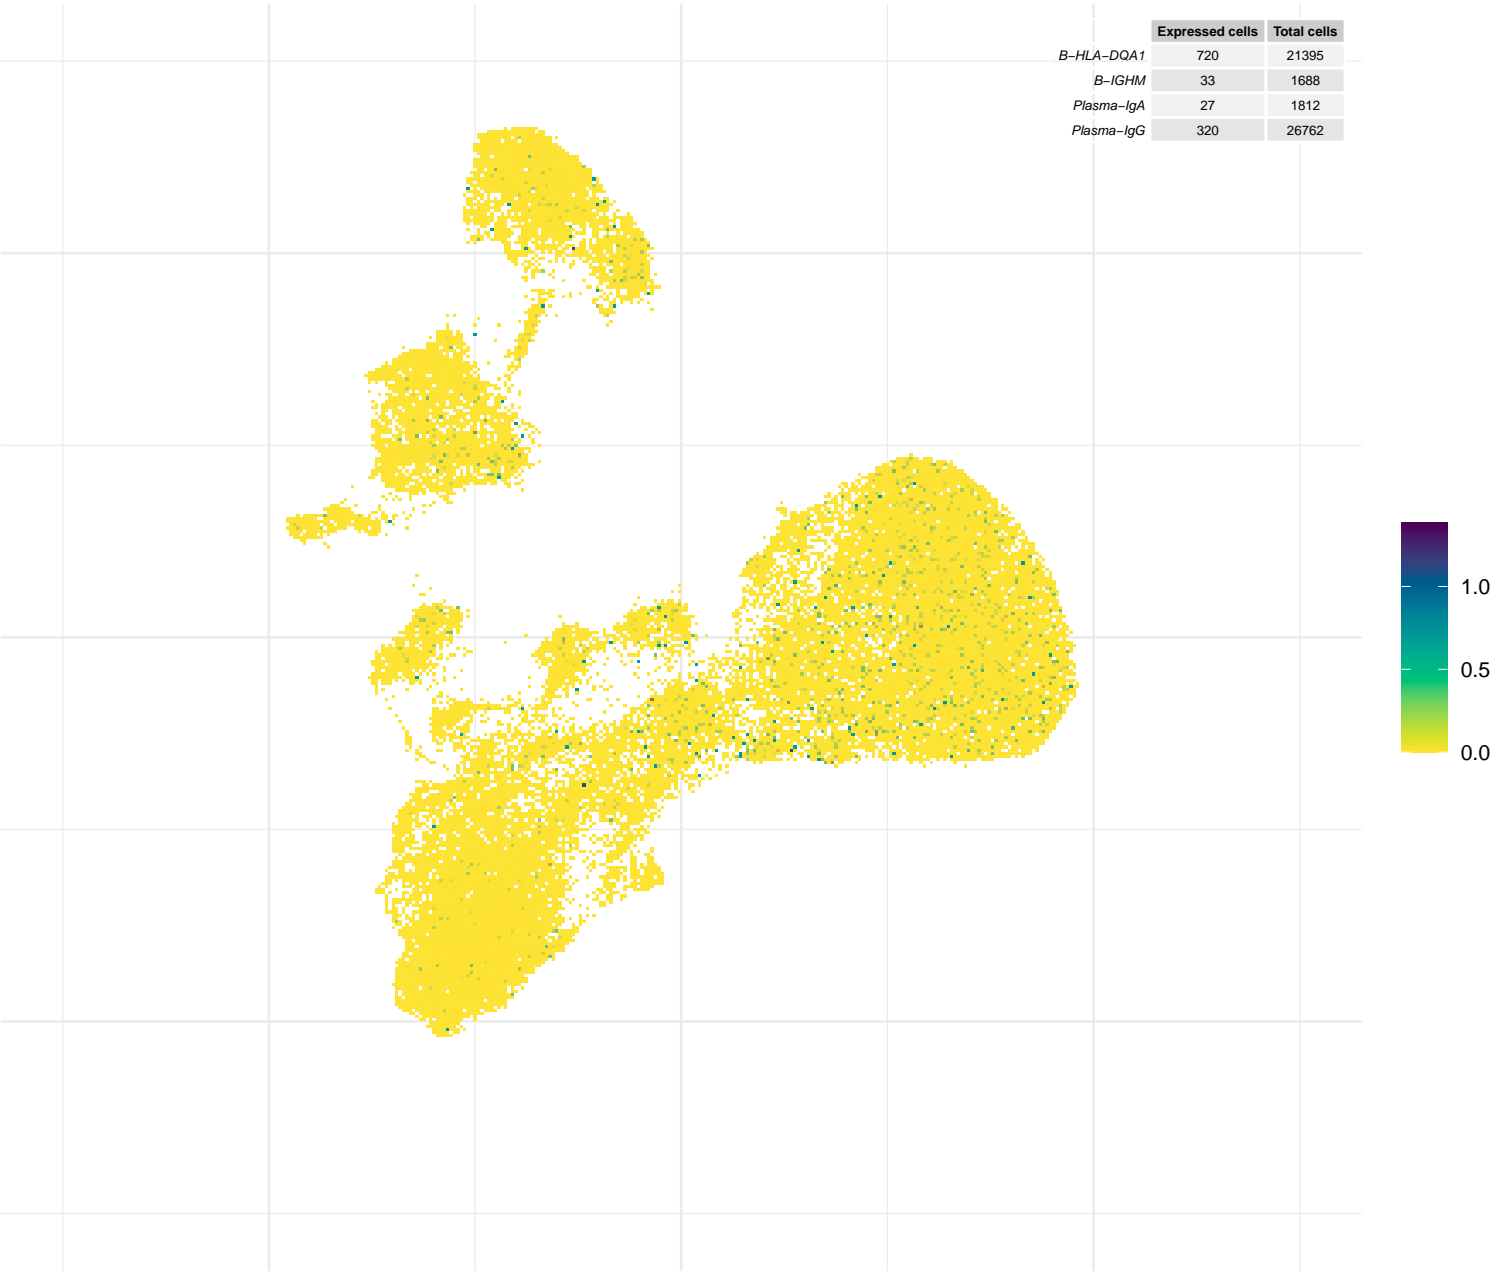 Expressed cells Total cells
B−HLA−DQA1 720 21395
B−IGHM 33 1688
Plasma−IgA 27 1812
Plasma−IgG 320 26762
1.0
0.5
0.0